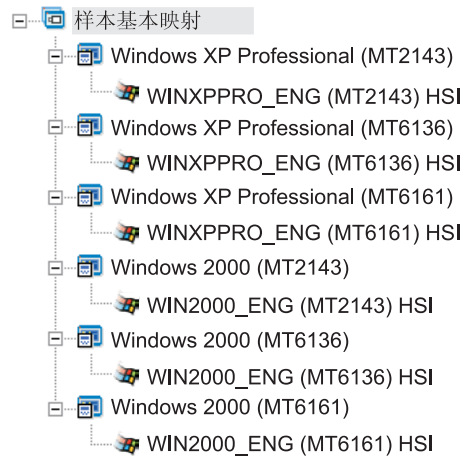 样本基本映射
Windows XP Professional (MT2143)
WINXPPRO_ENG (MT2143) HSI
Windows XP Professional (MT6136)
WINXPPRO_ENG (MT6136) HSI
Windows XP Professional (MT6161)
WINXPPRO_ENG (MT6161) HSI
Windows 2000 (MT2143)
WIN2000_ENG (MT2143) HSI
Windows 2000 (MT6136)
WIN2000_ENG (MT6136) HSI
Windows 2000 (MT6161)
WIN2000_ENG (MT6161) HSI